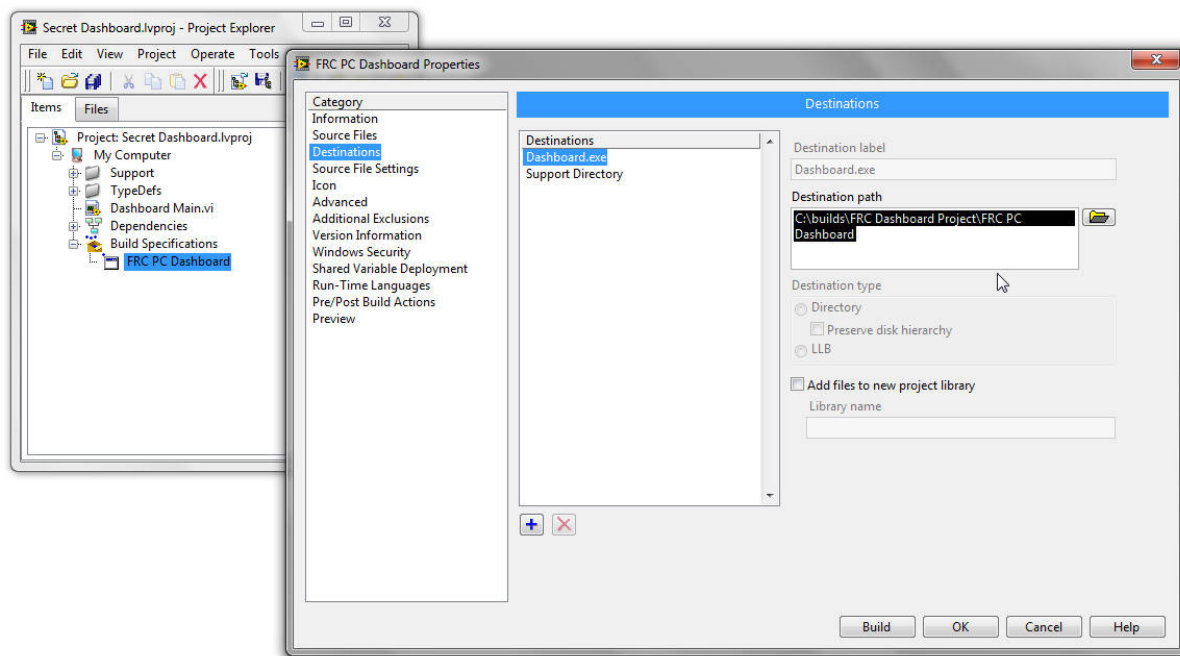 Secret Dashboard.lvproj - Project Explorer
File Edit View Project Operate Tools
Items Files
Project: Secret Dashboard.lvproj
My Computer
Support
TypeDefs
Dashboard Main.vi
Dependencies
Build Specifications
FRC PC Dashboard
FRC PC Dashboard Properties
Category
Information
Source Files
Destinations
Source File Settings
Icon
Advanced
Additional Exclusions
Version Information
Windows Security
Shared Variable Deployment
Run-Time Languages
Pre/Post Build Actions
Preview
Destinations
Destinations
Dashboard.exe
Support Directory
Destination label
Dashboard.exe
Destination path
C:\builds\FRC Dashboard Project\FRC PC
Dashboard
Destination type
Directory
Preserve disk hierarchy
LLB
Add files to new project library
Library name
Build OK Cancel Help